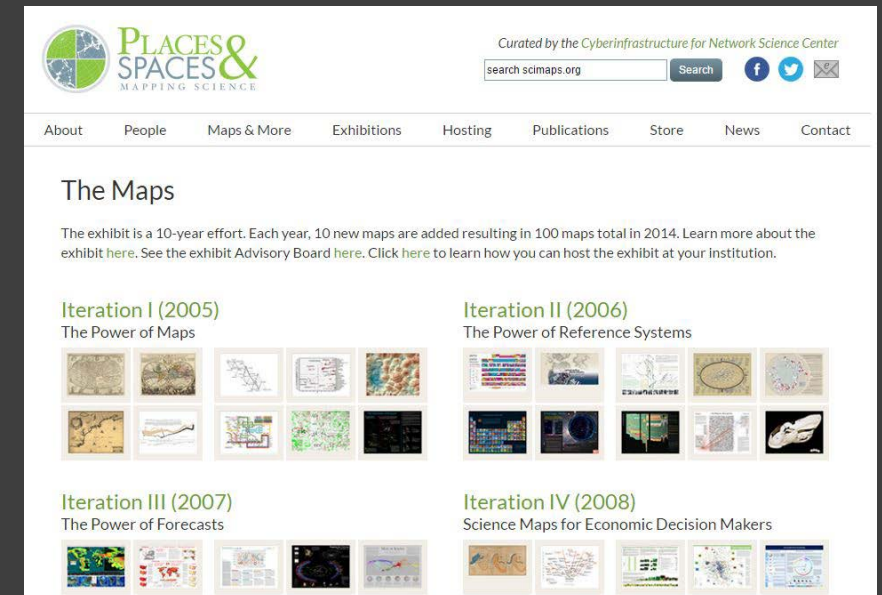 PLACES&
SPACES
MAPPING SCIENCE
Curated by the Cyberinfrastructure for Network Science Center
search scimaps.org
Search
About People Maps & More Exhibitions Hosting Publications Store News Contact
The Maps
The exhibit is a 10-year effort. Each year, 10 new maps are added resulting in 100 maps total in 2014. Learn more about the
exhibit here. See the exhibit Advisory Board here. Click here to learn how you can host the exhibit at your institution.
Iteration I (2005)
The Power of Maps
Iteration II (2006)
The Power of Reference Systems
Iteration III (2007)
The Power of Forecasts
Iteration IV (2008)
Science Maps for Economic Decision Makers